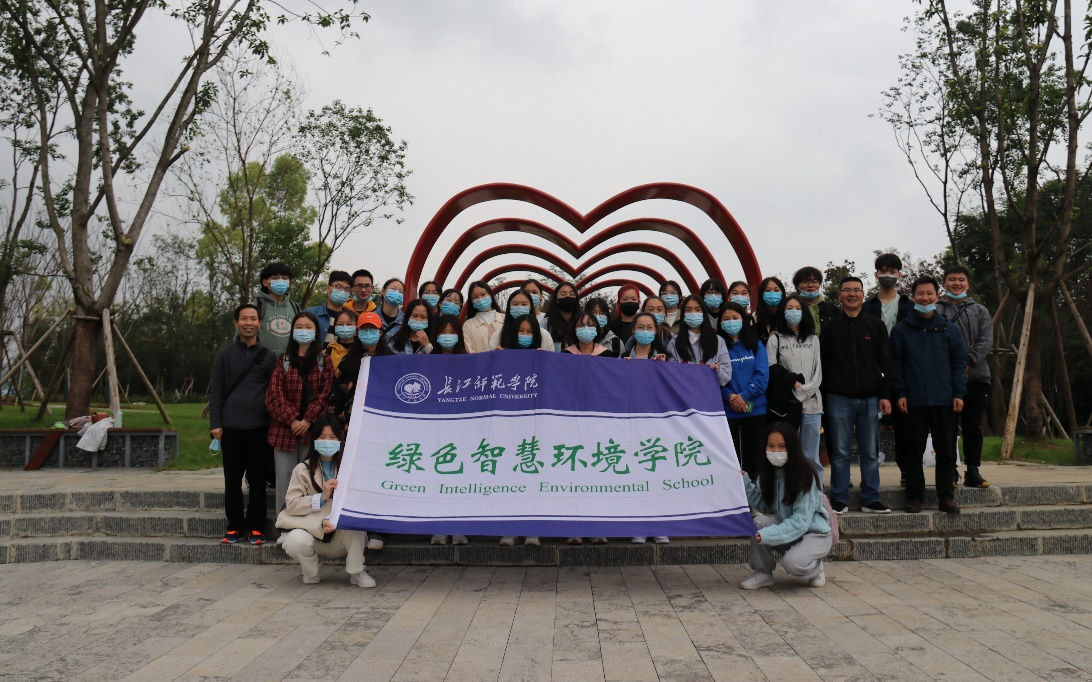 长江师范学院
YANGTZE NORMAL UNIVERSITY
绿色智慧环境学院
Green Intelligence Environmental School